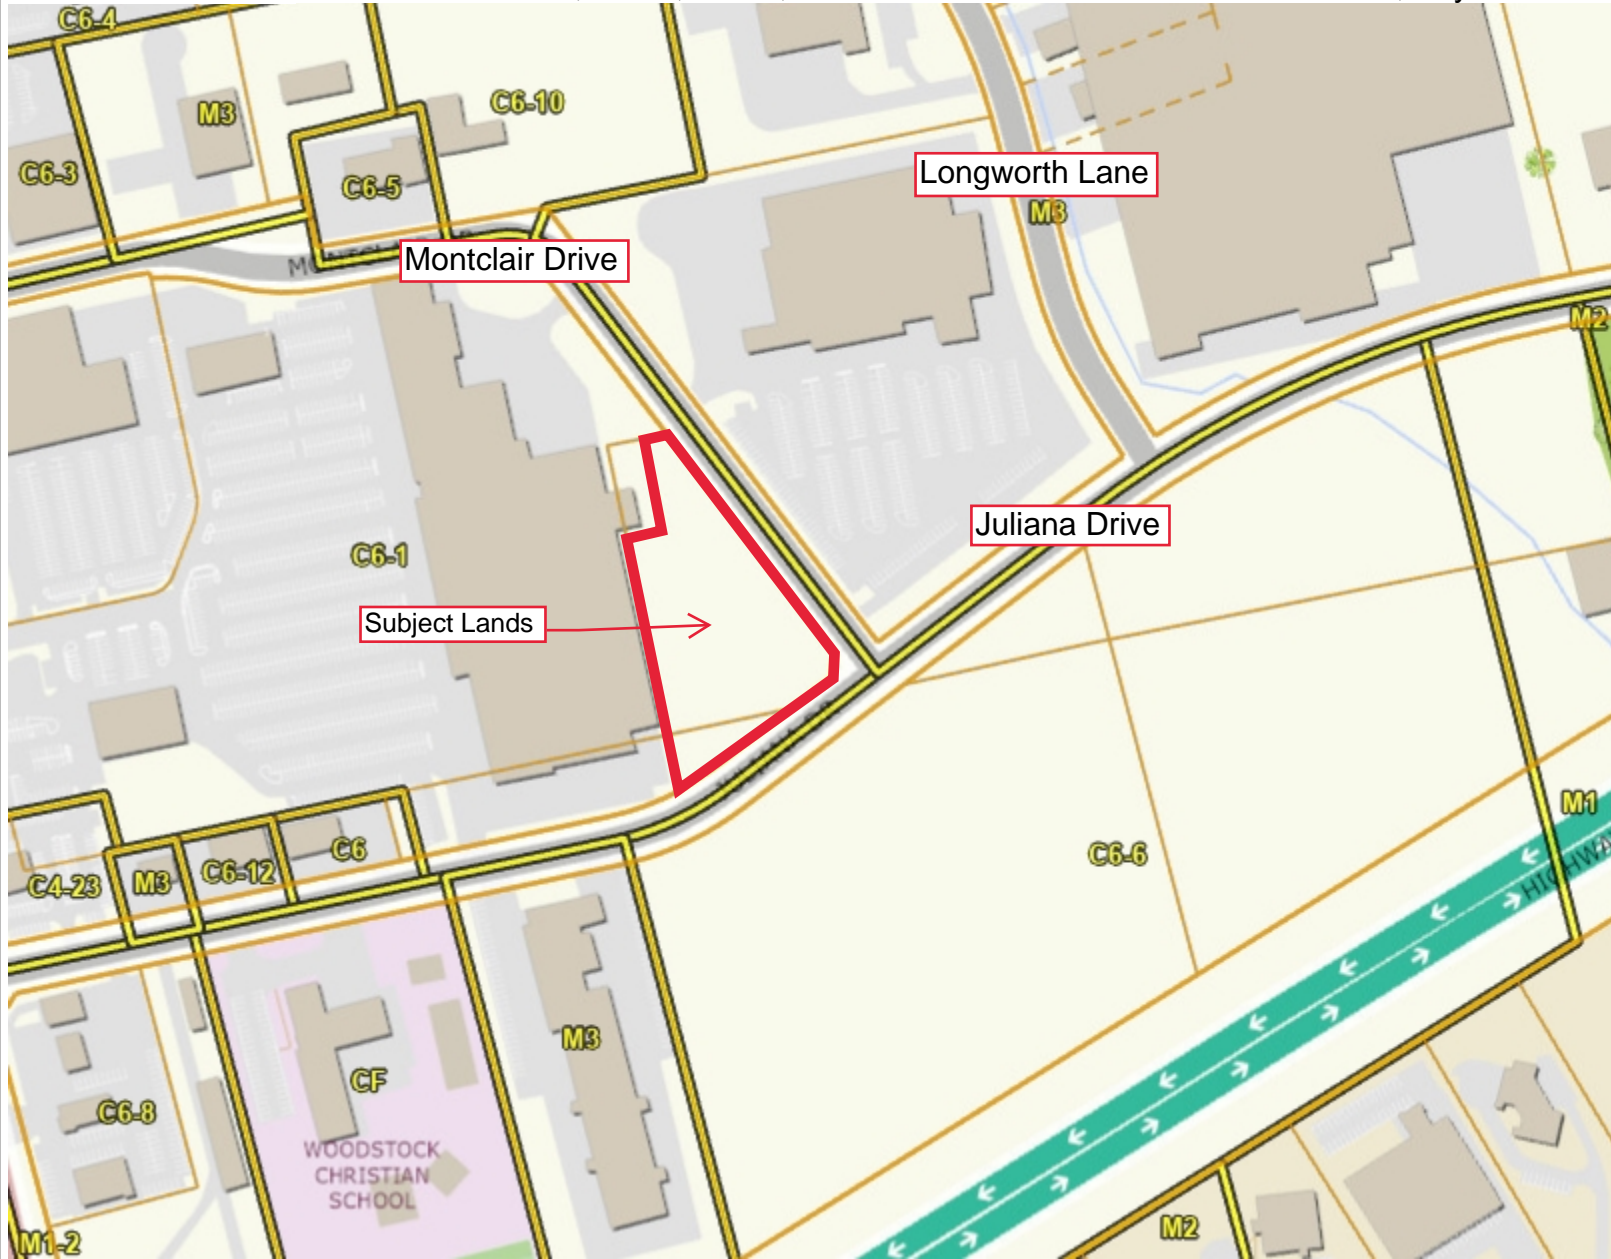 C6-4
M3
C6-10
C6-3
C6-5
Longworth Lane
M3
Montclair Drive
M2
Juliana Drive
C6-1
Subject Lands
M1
C6
C6-12
C6-6
C4-23
M3
M3
CF
C6-8
WOODSTOCK
CHRISTIAN
SCHOOL
M2
M1-2